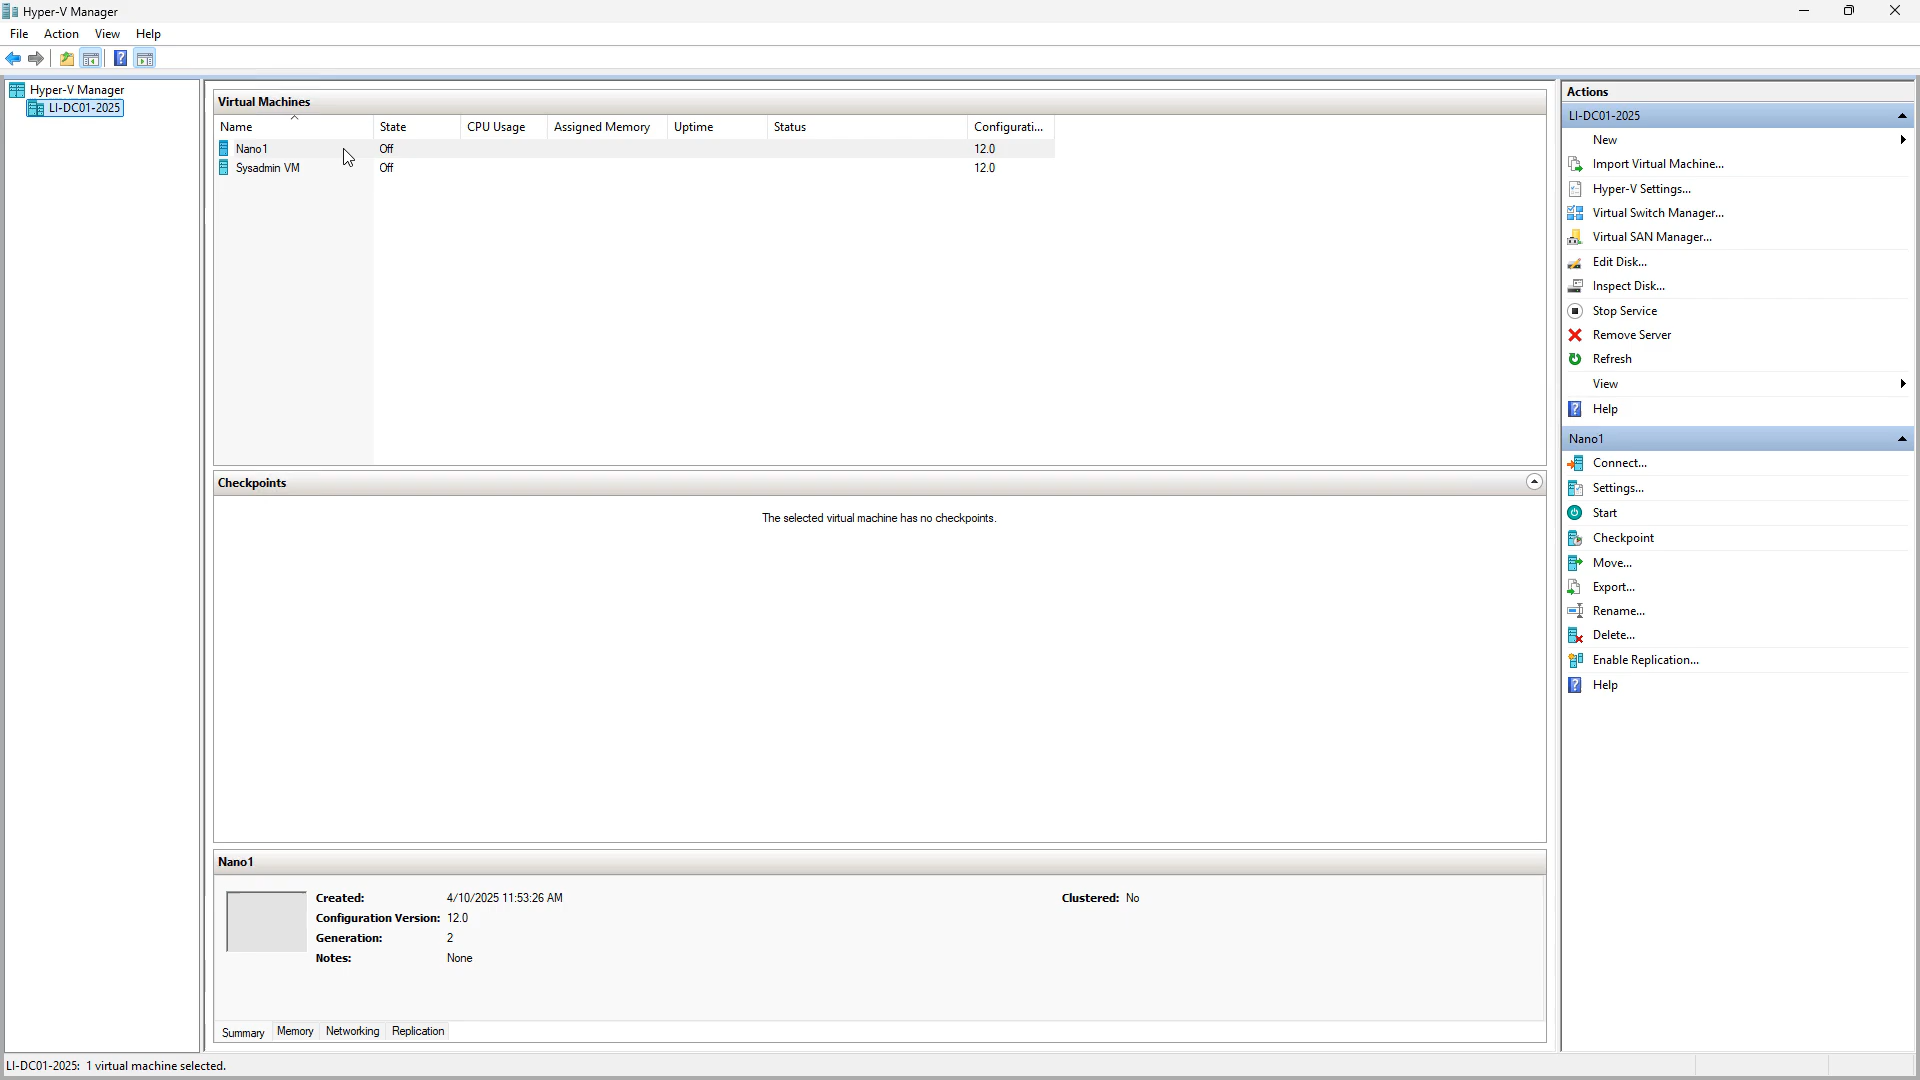 Hyper-V Manager
File Action View Help
Hyper-V Manager
LI-DC01-2025
Virtual Machines
Name State CPU Usage Assigned Memory Uptime Status Configurati...
Nano1 Off 12.0
Sysadmin VM Off 12.0
Checkpoints
The selected virtual machine has no checkpoints.
Nano1
Created: 4/10/2025 11:53:26 AM Clustered: No
Configuration Version: 12.0
Generation: 2
Notes: None
Summary Memory Networking Replication
Actions
LI-DC01-2025
New
Import Virtual Machine...
Hyper-V Settings...
Virtual Switch Manager...
Virtual SAN Manager...
Edit Disk...
Inspect Disk...
Stop Service
Remove Server
Refresh
View
Help
Nano1
Connect...
Settings...
Start
Checkpoint
Move...
Export...
Rename...
Delete...
Enable Replication...
Help
LI-DC01-2025: 1 virtual machine selected.